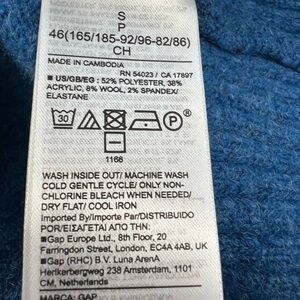 S
P
46(165/185-92/96-82/86)
CH
MADE IN CAMBODIA
RN 54023 / CA 17897
■ US/GB/EG : 52% POLYESTER, 38%
ACRYLIC, 8% WOOL, 2% SPANDEX/
ELASTANE
30
P
1168
WASH INSIDE OUT/ MACHINE WASH
COLD GENTLE CYCLE/ ONLY NON-
CHLORINE BLEACH WHEN NEEDED/
DRY FLAT/ COOL IRON
Imported By/Importe Par/DISTRIBUIDO
POR/ΕΙΣΑΓΕΤΑΙ ΑΠΟ ΤΗΝ:
■Gap Europe Ltd., 8th Floor, 20
Farringdon Street, London, EC4A 4AB, UK
■Gap (RHC) B.V. Luna ArenA
Herikerbergweg 238 Amsterdam, 1101
CM, Netherlands
MARCA: GAP